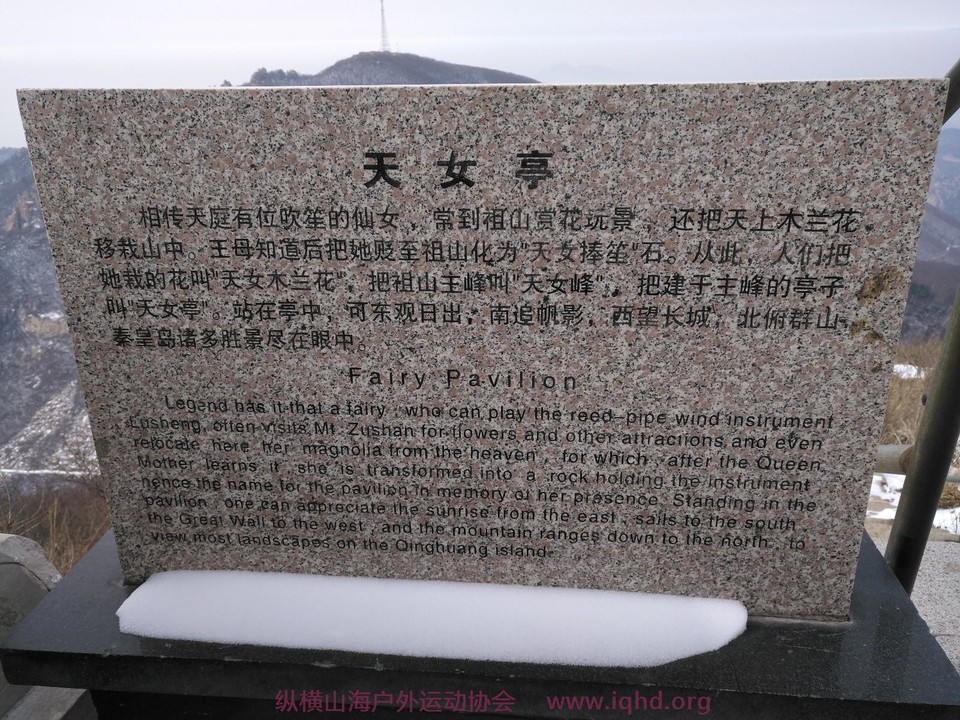 天女亭
相传天庭有位吹笙的仙女，常到祖山赏花玩景，还把天上木兰花
移栽山中。王母知道后把她贬至祖山化为"天女捧笙"石。从此，人们把
她栽的花叫"天女木兰花"，把祖山主峰叫"天女峰"，把建于主峰的亭子
叫"天女亭"。站在亭中，可东观日出，南追帆影，西望长城，北俯群山，
秦皇岛诸多胜景尽在眼中。
Fairy Pavilion
Legend has it that a fairy, who can play the reed-pipe wind instrument
Lusheng, often visits Mt. Zushan for flowers and other attractions and even
relocate here her magnolia from the heaven, for which, after the Queen
Mother learns it, she is transformed into a rock holding the instrument
hence the name for the pavilion in memory of her presence. Standing in the
pavilion, one can appreciate the sunrise from the east, sails to the south
the Great Wall to the west, and the mountain ranges down to the north, to
view most landscapes on the Qinghuang island.
纵横山海户外运动协会 www.iqhd.org